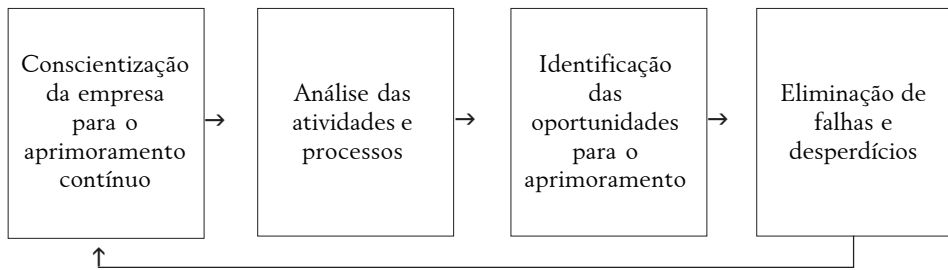 Conscientização
da empresa
para o
aprimoramento
contínuo
Análise das
atividades e
processos
Identificação
das
oportunidades
para o
aprimoramento
Eliminação de
falhas e
desperdícios